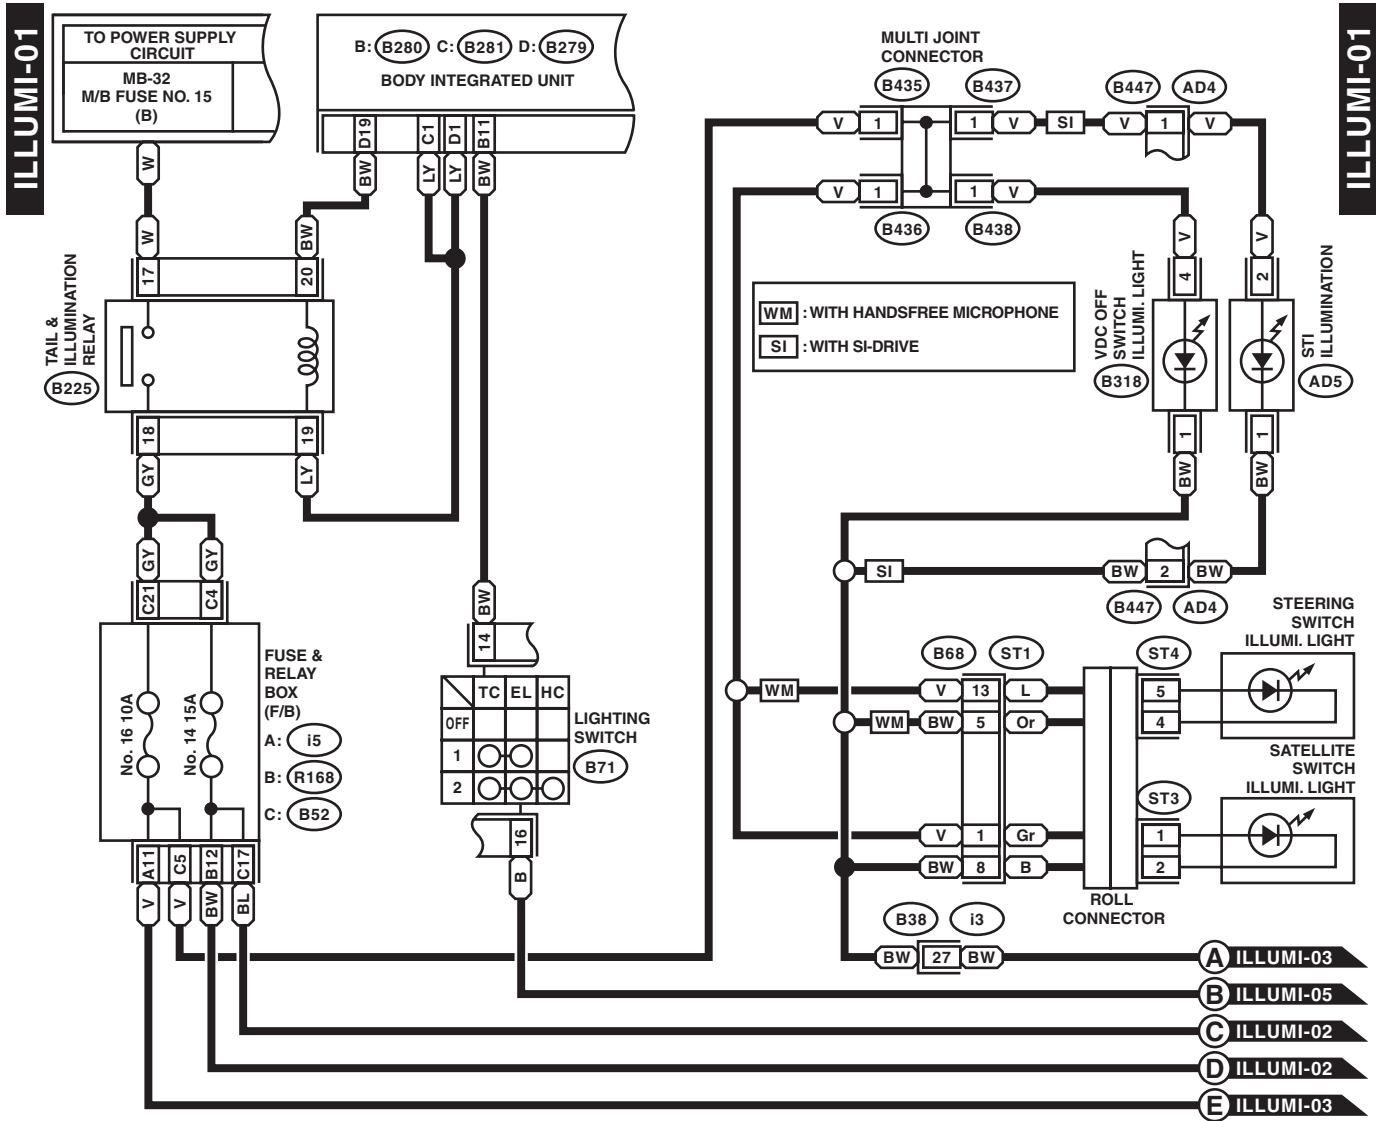 ILLUMI-01
TO POWER SUPPLY
CIRCUIT
MB-32
M/B FUSE NO. 15
(B)
B: B280 C: B281 D: B279
BODY INTEGRATED UNIT
D19 C1 D1 B11
BW LY LY BW
W
W
BW
17 20
TAIL &
ILLUMINATION
RELAY
B225
18 19
GY LY
GY GY
C21 C4
FUSE &
RELAY
BOX
(F/B)
A: i5
B: R168
C: B52
No. 16 10A
No. 14 15A
A11 C5 B12 C17
V V BW BL
BW
14
TC EL HC
OFF
1
2
LIGHTING
SWITCH
B71
16
B
MULTI JOINT
CONNECTOR
B435 B437
V 1 1 V SI
B447 AD4
V 1 V
V 1 1 V
B436 B438
WM : WITH HANDSFREE MICROPHONE
SI : WITH SI-DRIVE
V V
4 2
VDC OFF
SWITCH
ILLUMI. LIGHT
B318
STI
ILLUMINATION
AD5
1 1
BW BW
SI
BW 2 BW
B447 AD4
STEERING
SWITCH
ILLUMI. LIGHT
B68 ST1 ST4
WM V 13 L 5
WM BW 5 Or 4
SATELLITE
SWITCH
ILLUMI. LIGHT
ST3
V 1 Gr 1
BW 8 B 2
ROLL
CONNECTOR
B38 i3
BW 27 BW
A ILLUMI-03
B ILLUMI-05
C ILLUMI-02
D ILLUMI-02
E ILLUMI-03
ILLUMI-01